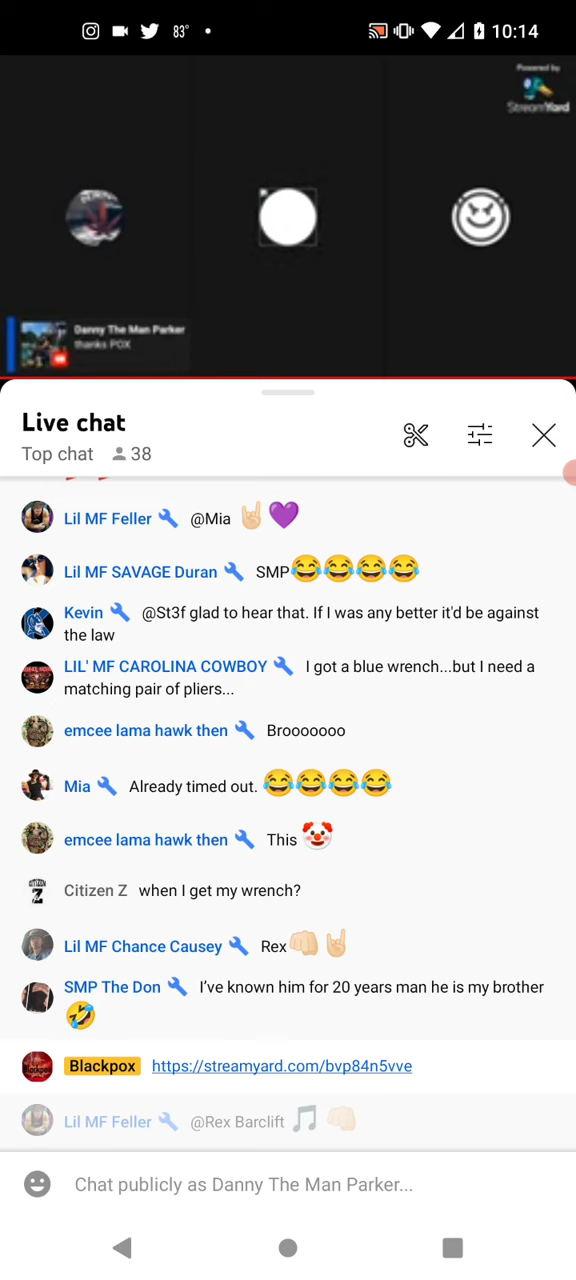 83° 10:14
Powered by
StreamYard
Danny The Man Parker
thanks POX
Live chat
Top chat 38
Lil MF Feller 🔧 @Mia 🤘🏼💜
Lil MF SAVAGE Duran 🔧 SMP😂😂😂😂
Kevin 🔧 @St3f glad to hear that. If I was any better it'd be against
the law
LIL' MF CAROLINA COWBOY 🔧 I got a blue wrench...but I need a
matching pair of pliers...
emcee lama hawk then 🔧 Brooooooo
Mia 🔧 Already timed out. 😂😂😂😂
emcee lama hawk then 🔧 This 🤡
CITIZEN Z
Citizen Z when I get my wrench?
Lil MF Chance Causey 🔧 Rex👊🏻🤘🏻
SMP The Don 🔧 I've known him for 20 years man he is my brother
🤣
Blackpox https://streamyard.com/bvp84n5vve
Lil MF Feller 🔧 @Rex Barclift 🎵 👊🏼
Chat publicly as Danny The Man Parker...